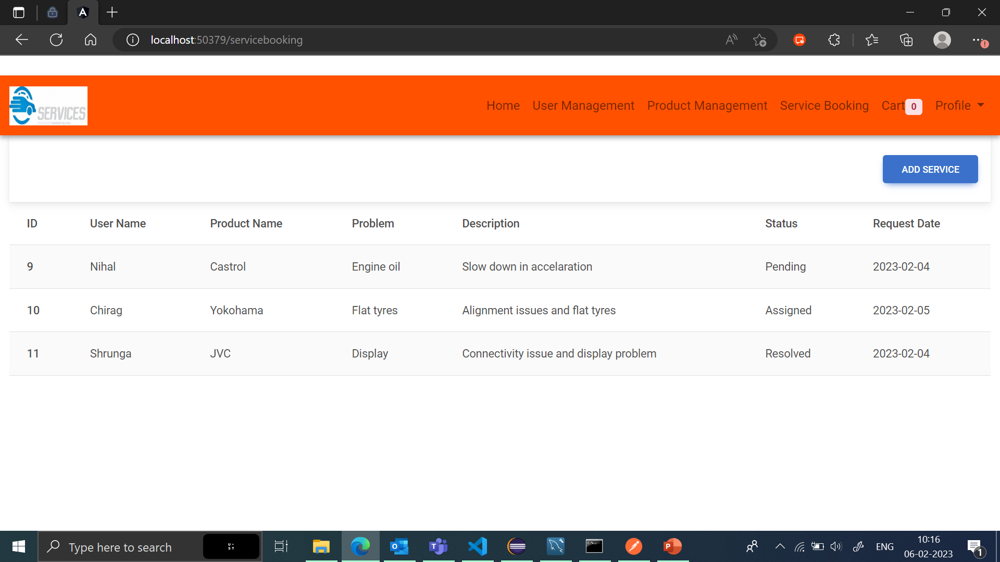 localhost:50379/servicebooking
SERVICES
Home User Management Product Management Service Booking Cart 0 Profile
ADD SERVICE
ID User Name Product Name Problem Description Status Request Date
9 Nihal Castrol Engine oil Slow down in accelaration Pending 2023-02-04
10 Chirag Yokohama Flat tyres Alignment issues and flat tyres Assigned 2023-02-05
11 Shrunga JVC Display Connectivity issue and display problem Resolved 2023-02-04
Type here to search
ENG
10:16
06-02-2023
1